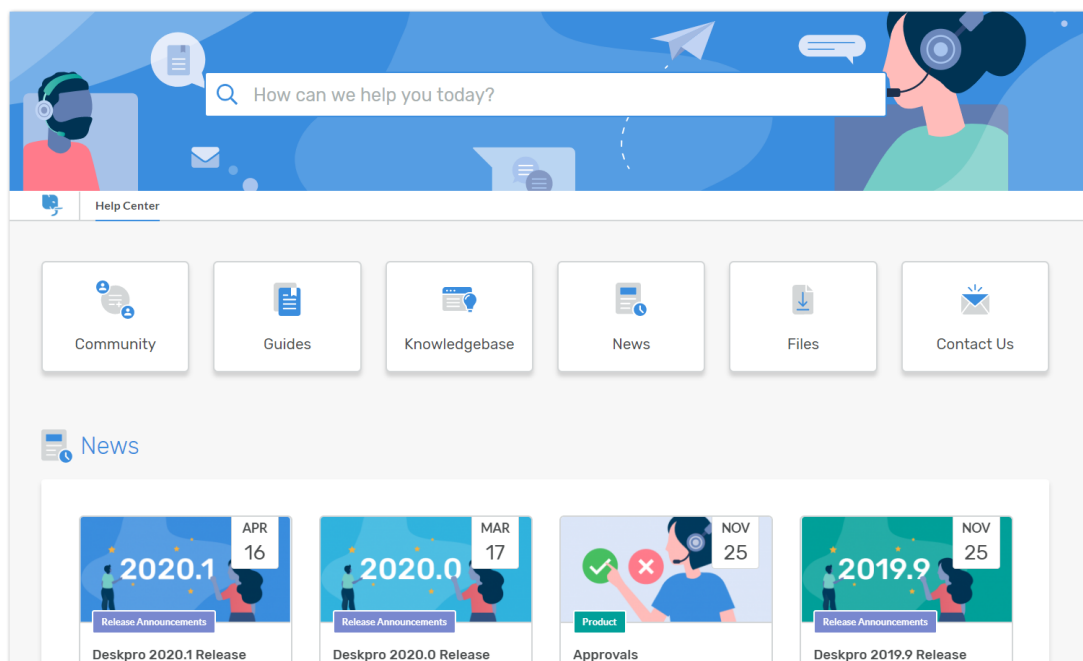 How can we help you today?
Help Center
Community
Guides
Knowledgebase
News
Files
Contact Us
News
APR
16
2020.1
Release Announcements
Deskpro 2020.1 Release
MAR
17
2020.0
Release Announcements
Deskpro 2020.0 Release
NOV
25
Product
Approvals
NOV
25
2019.9
Release Announcements
Deskpro 2019.9 Release